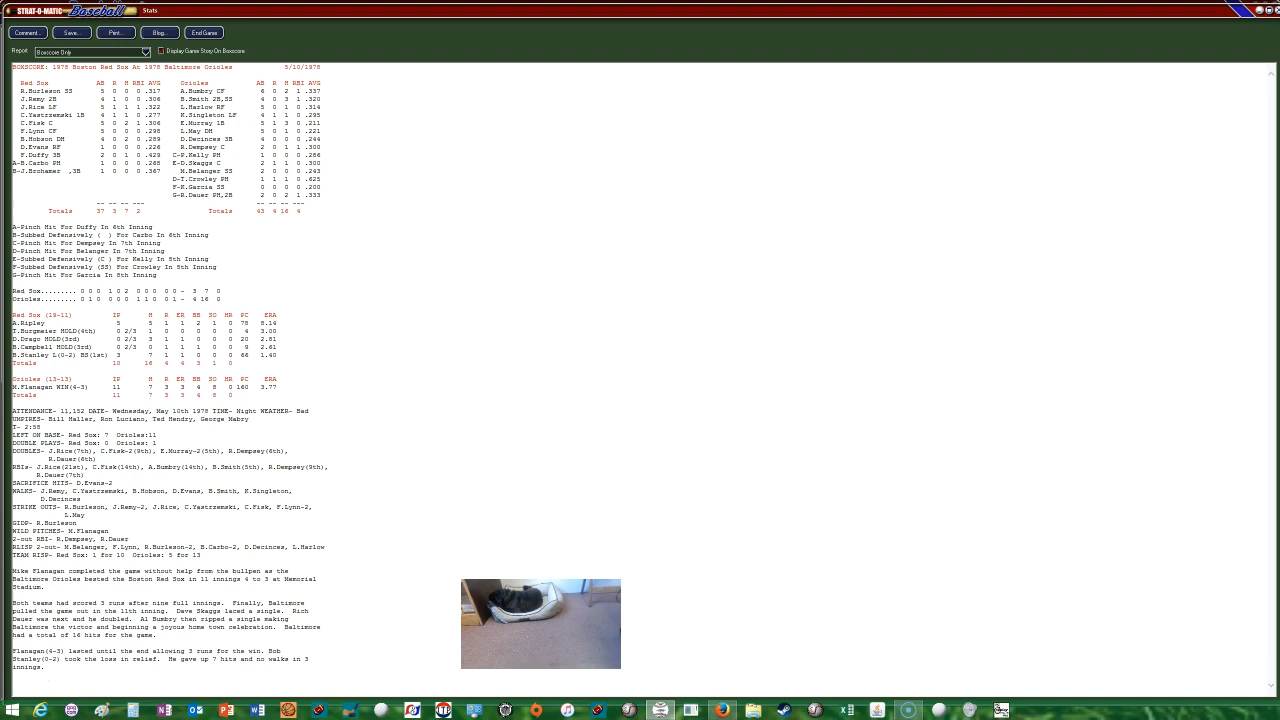 STRAT-O-MATIC Baseball Stats
Comment... Save... Print... Blog... End Game
Report Boxscore Only Display Game Story On Boxscore
BOXSCORE: 1978 Boston Red Sox At 1978 Baltimore Orioles 5/10/1978
Red Sox AB R H RBI AVG Orioles AB R H RBI AVG
R.Burleson SS 5 0 0 0 .317 A.Bumbry CF 6 0 2 1 .337
J.Remy 2B 4 1 0 0 .306 B.Smith 2B,SS 4 0 3 1 .320
J.Rice LF 5 1 1 1 .322 L.Harlow RF 5 0 1 0 .314
C.Yastrzemski 1B 4 1 1 0 .277 K.Singleton LF 4 1 1 0 .295
C.Fisk C 5 0 2 1 .306 E.Murray 1B 5 1 3 0 .211
F.Lynn CF 5 0 0 0 .298 L.May DH 5 0 1 0 .221
B.Hobson DH 4 0 2 0 .289 D.Decinces 3B 4 0 0 0 .244
D.Evans RF 1 0 0 0 .226 R.Dempsey C 2 0 1 1 .300
F.Duffy 3B 2 0 1 0 .429 C-P.Kelly PH 1 0 0 0 .286
A-B.Carbo PH 1 0 0 0 .268 E-D.Skaggs C 2 1 1 0 .300
B-J.Brohamer ,3B 1 0 0 0 .367 M.Belanger SS 2 0 0 0 .243
D-T.Crowley PH 1 1 1 0 .625
F-K.Garcia SS 0 0 0 0 .200
G-R.Dauer PH,2B 2 0 2 1 .333
-- -- -- --- -- -- -- ---
Totals 37 3 7 2 Totals 43 4 16 4
A-Pinch Hit For Duffy In 6th Inning
B-Subbed Defensively ( ) For Carbo In 6th Inning
C-Pinch Hit For Dempsey In 7th Inning
D-Pinch Hit For Belanger In 7th Inning
E-Subbed Defensively (C ) For Kelly In 8th Inning
F-Subbed Defensively (SS) For Crowley In 8th Inning
G-Pinch Hit For Garcia In 8th Inning
Red Sox......... 0 0 0 1 0 2 0 0 0 0 0 - 3 7 0
Orioles......... 0 1 0 0 0 0 1 1 0 0 1 - 4 16 0
Red Sox (19-11) IP H R ER BB SO HR PC ERA
A.Ripley 5 5 1 1 2 1 0 78 8.14
T.Burgmeier HOLD(4th) 0 2/3 1 0 0 0 0 0 4 3.00
D.Drago HOLD(3rd) 0 2/3 3 1 1 0 0 0 20 2.81
B.Campbell HOLD(3rd) 0 2/3 0 1 1 1 0 0 9 2.61
B.Stanley L(0-2) BS(1st) 3 7 1 1 0 0 0 66 1.40
Totals 10 16 4 4 3 1 0
Orioles (13-13) IP H R ER BB SO HR PC ERA
M.Flanagan WIN(4-3) 11 7 3 3 4 8 0 160 3.77
Totals 11 7 3 3 4 8 0
ATTENDANCE- 11,152 DATE- Wednesday, May 10th 1978 TIME- Night WEATHER- Bad
UMPIRES- Bill Haller, Ron Luciano, Ted Hendry, George Mabry
T- 2:58
LEFT ON BASE- Red Sox: 7 Orioles:11
DOUBLE PLAYS- Red Sox: 0 Orioles: 1
DOUBLES- J.Rice(7th), C.Fisk-2(9th), E.Murray-2(5th), R.Dempsey(6th),
R.Dauer(6th)
RBIs- J.Rice(21st), C.Fisk(14th), A.Bumbry(14th), B.Smith(5th), R.Dempsey(9th),
R.Dauer(7th)
SACRIFICE HITS- D.Evans-2
WALKS- J.Remy, C.Yastrzemski, B.Hobson, D.Evans, B.Smith, K.Singleton,
D.Decinces
STRIKE OUTS- R.Burleson, J.Remy-2, J.Rice, C.Yastrzemski, C.Fisk, F.Lynn-2,
L.May
GIDP- R.Burleson
WILD PITCHES- M.Flanagan
2-out RBI- R.Dempsey, R.Dauer
RLISP 2-out- M.Belanger, F.Lynn, R.Burleson-2, B.Carbo-2, D.Decinces, L.Harlow
TEAM RISP- Red Sox: 1 for 10 Orioles: 5 for 13
Mike Flanagan completed the game without help from the bullpen as the
Baltimore Orioles bested the Boston Red Sox in 11 innings 4 to 3 at Memorial
Stadium.
Both teams had scored 3 runs after nine full innings. Finally, Baltimore
pulled the game out in the 11th inning. Dave Skaggs laced a single. Rich
Dauer was next and he doubled. Al Bumbry then ripped a single making
Baltimore the victor and beginning a joyous home town celebration. Baltimore
had a total of 16 hits for the game.
Flanagan(4-3) lasted until the end allowing 3 runs for the win. Bob
Stanley(0-2) took the loss in relief. He gave up 7 hits and no walks in 3
innings.